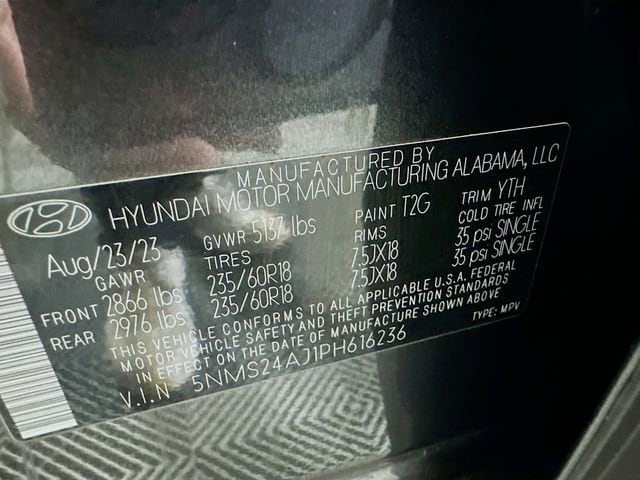 MANUFACTURED BY
HYUNDAI MOTOR MANUFACTURING ALABAMA, LLC
Aug/23/23 GVWR 5137 lbs PAINT T2G TRIM YTH
GAWR TIRES RIMS COLD TIRE INFL
FRONT 2866 lbs 235/60R18 7.5JX18 35 psi SINGLE
REAR 2976 lbs 235/60R18 7.5JX18 35 psi SINGLE
THIS VEHICLE CONFORMS TO ALL APPLICABLE U.S.A. FEDERAL
MOTOR VEHICLE SAFETY AND THEFT PREVENTION STANDARDS
IN EFFECT ON THE DATE OF MANUFACTURE SHOWN ABOVE
V.I.N 5NMS24AJ1PH616236 TYPE: MPV